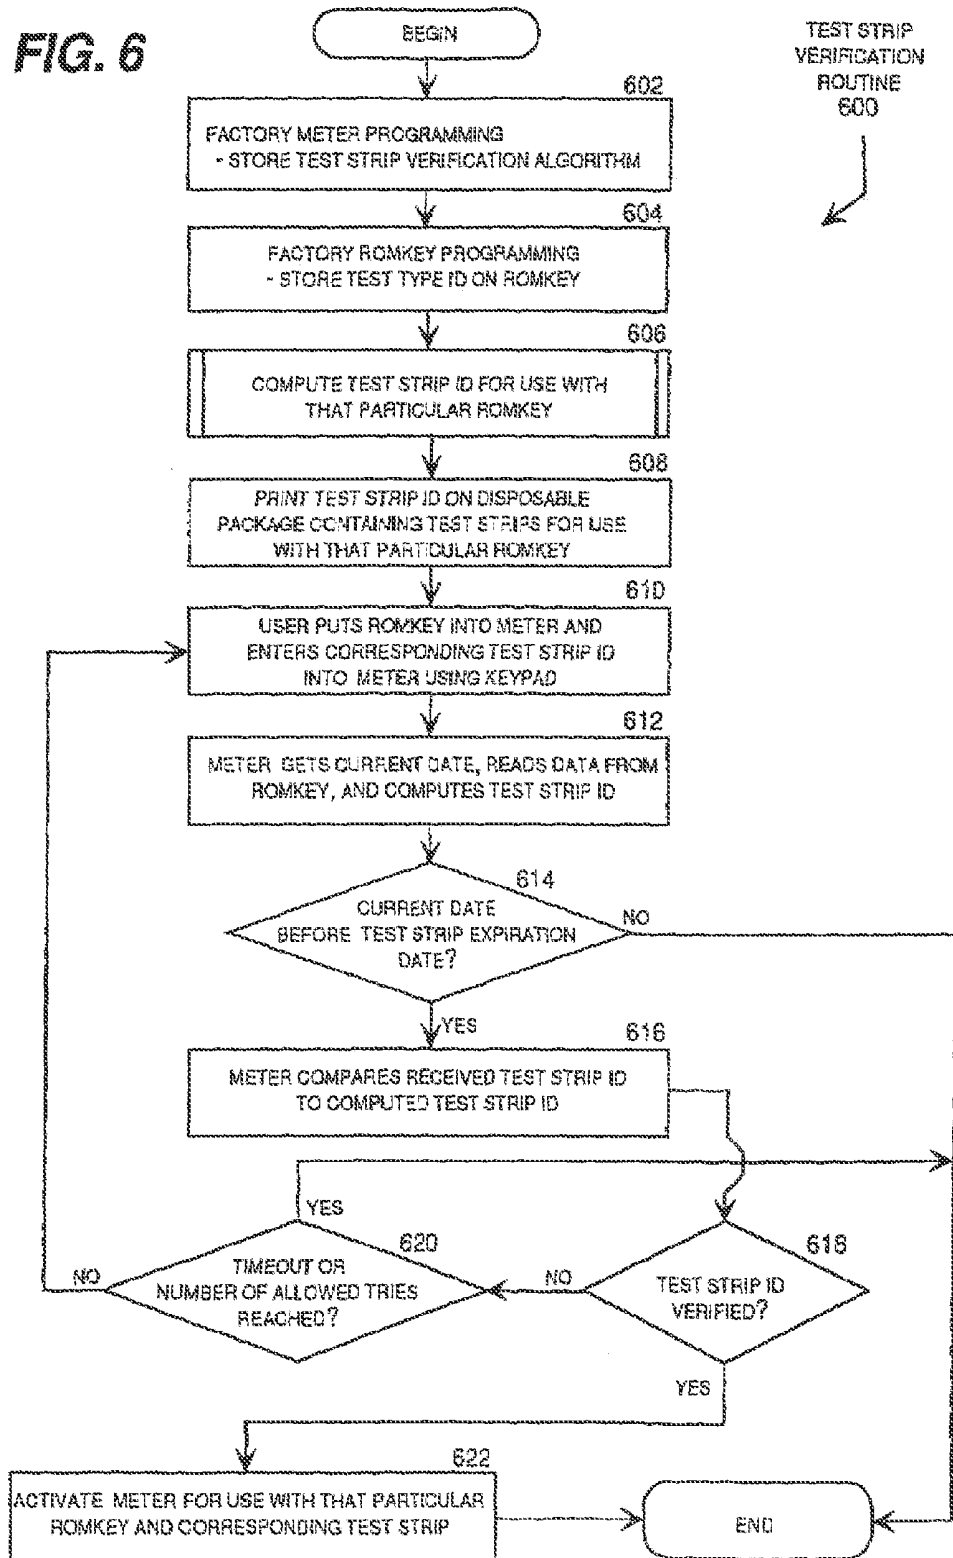 FIG. 6
BEGIN
TEST STRIP
VERIFICATION
ROUTINE
600
602
FACTORY METER PROGRAMMING
- STORE TEST STRIP VERIFICATION ALGORITHM
604
FACTORY ROMKEY PROGRAMMING
- STORE TEST TYPE ID ON ROMKEY
606
COMPUTE TEST STRIP ID FOR USE WITH
THAT PARTICULAR ROMKEY
608
PRINT TEST STRIP ID ON DISPOSABLE
PACKAGE CONTAINING TEST STRIPS FOR USE
WITH THAT PARTICULAR ROMKEY
610
USER PUTS ROMKEY INTO METER AND
ENTERS CORRESPONDING TEST STRIP ID
INTO METER USING KEYPAD
612
METER GETS CURRENT DATE, READS DATA FROM
ROMKEY, AND COMPUTES TEST STRIP ID
614
CURRENT DATE
BEFORE TEST STRIP EXPIRATION
DATE?
NO
YES
616
METER COMPARES RECEIVED TEST STRIP ID
TO COMPUTED TEST STRIP ID
YES
620
TIMEOUT OR
NUMBER OF ALLOWED TRIES
REACHED?
NO
NO
618
TEST STRIP ID
VERIFIED?
YES
622
ACTIVATE METER FOR USE WITH THAT PARTICULAR
ROMKEY AND CORRESPONDING TEST STRIP
END